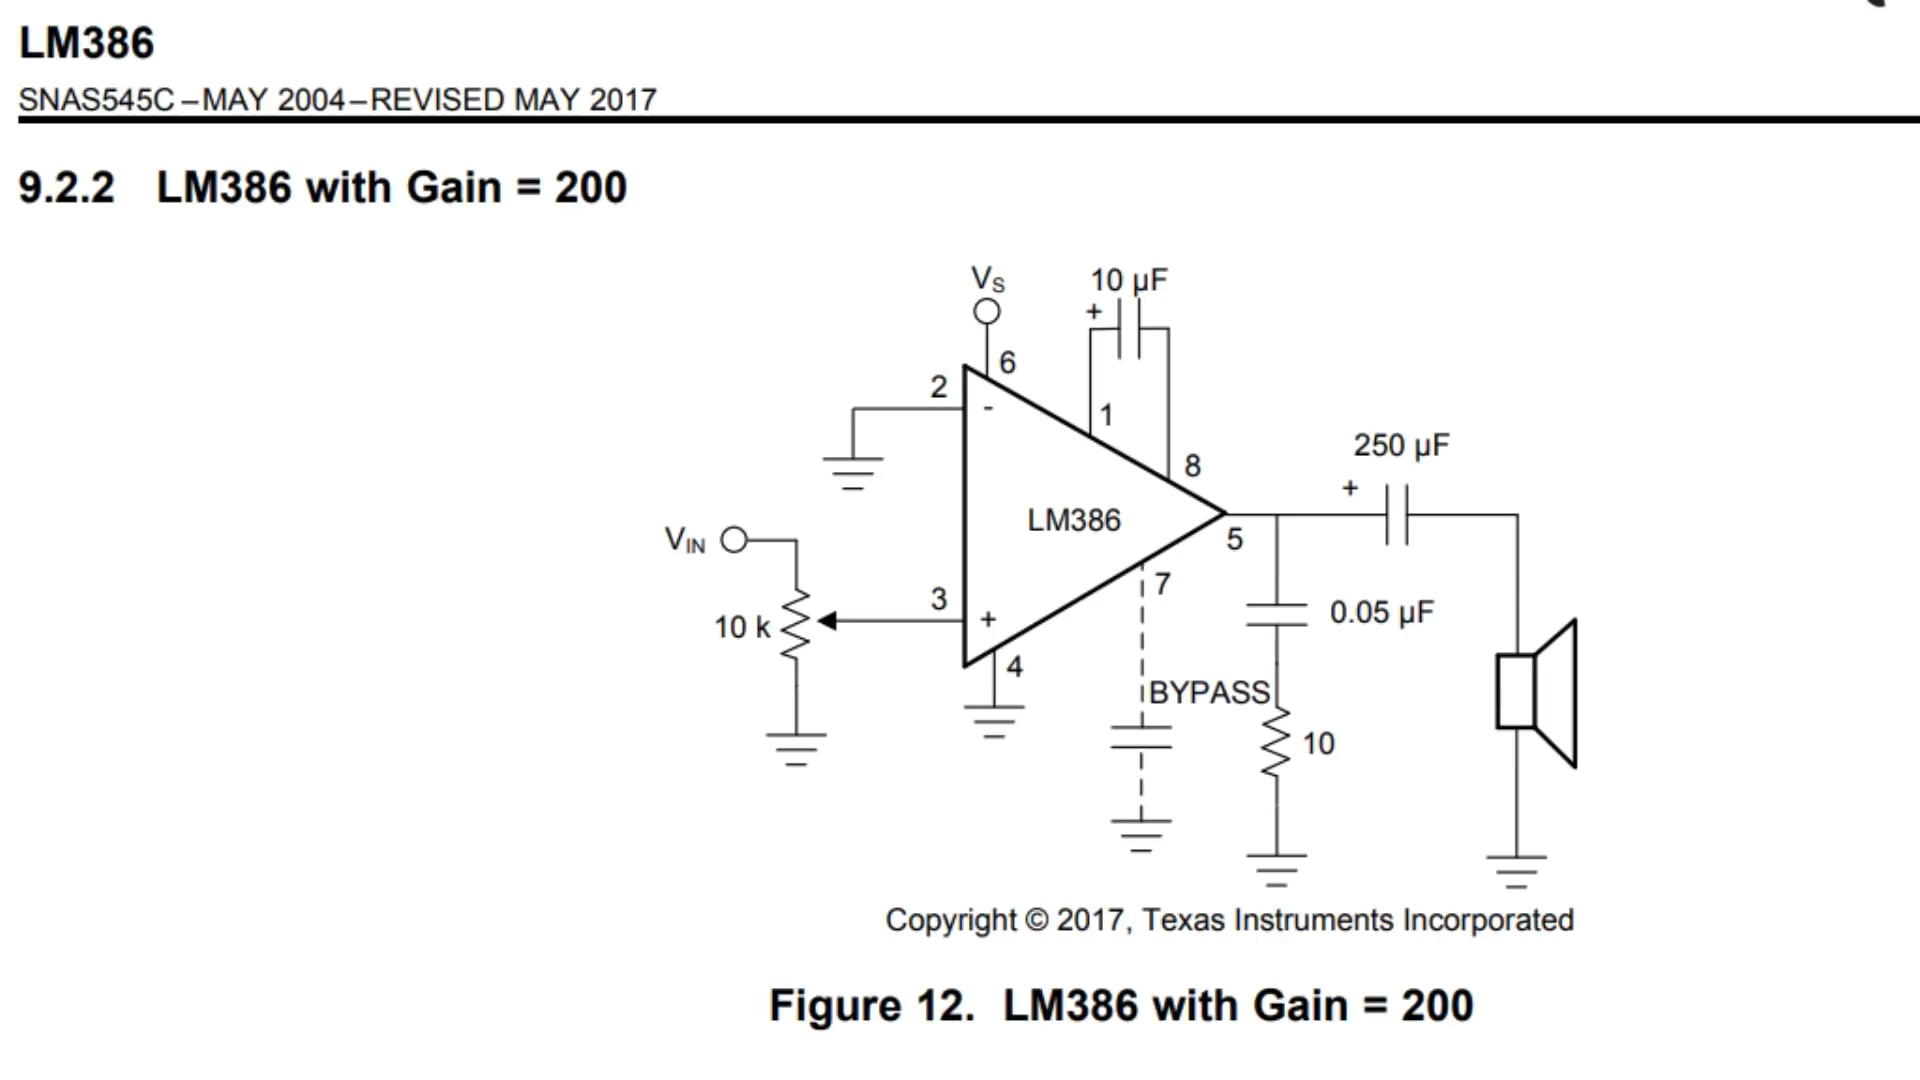 LM386
SNAS545C –MAY 2004–REVISED MAY 2017
9.2.2 LM386 with Gain = 200
VS
10 µF
+
6
2
-
1
8
250 µF
+
LM386
5
VIN
7
3
+
10 k
0.05 µF
4
BYPASS
10
Copyright © 2017, Texas Instruments Incorporated
Figure 12. LM386 with Gain = 200